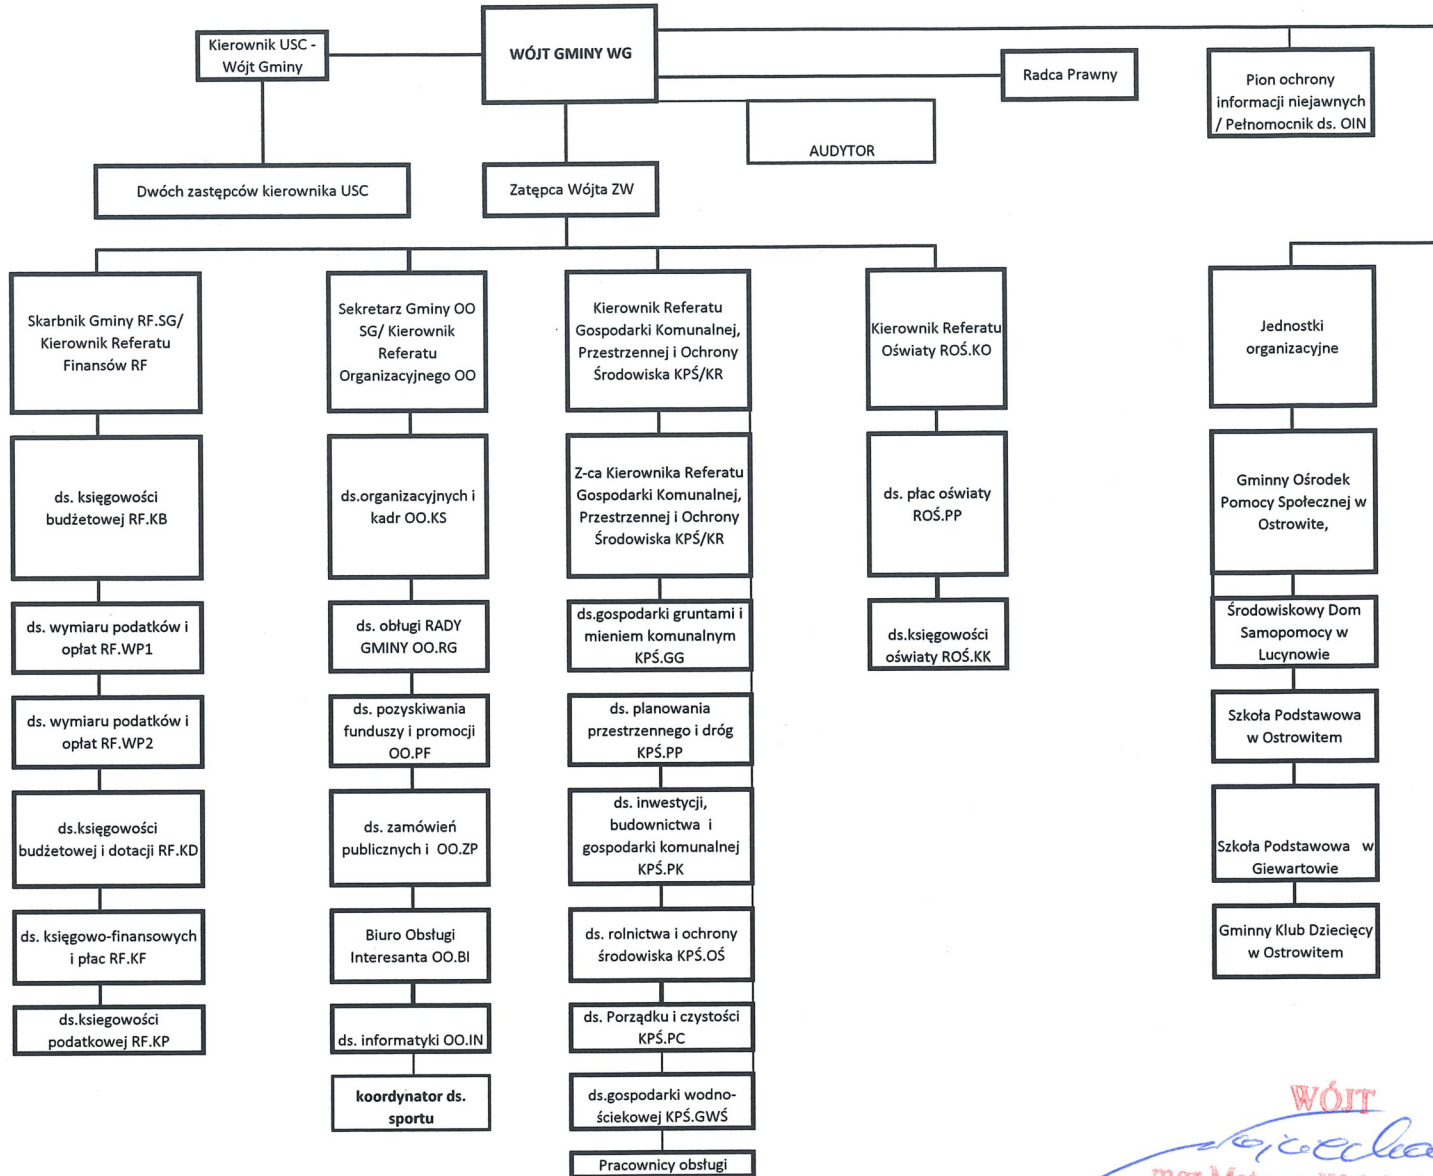 Kierownik USC -
Wójt Gminy
WÓJT GMINY WG
Radca Prawny
Pion ochrony
informacji niejawnych
/ Pełnomocnik ds. OIN
AUDYTOR
Dwóch zastępców kierownika USC
Zatępca Wójta ZW
Skarbnik Gminy RF.SG/
Kierownik Referatu
Finansów RF
Sekretarz Gminy OO
SG/ Kierownik
Referatu
Organizacyjnego OO
Kierownik Referatu
Gospodarki Komunalnej,
Przestrzennej i Ochrony
Środowiska KPŚ/KR
Kierownik Referatu
Oświaty ROŚ.KO
Jednostki
organizacyjne
ds. księgowości
budżetowej RF.KB
ds.organizacyjnych i
kadr OO.KS
Z-ca Kierownika Referatu
Gospodarki Komunalnej,
Przestrzennej i Ochrony
Środowiska KPŚ/KR
ds. płac oświaty
ROŚ.PP
Gminny Ośrodek
Pomocy Społecznej w
Ostrowite,
ds. wymiaru podatków i
opłat RF.WP1
ds. obługi RADY
GMINY OO.RG
ds.gospodarki gruntami i
mieniem komunalnym
KPŚ.GG
ds.księgowości
oświaty ROŚ.KK
Środowiskowy Dom
Samopomocy w
Lucynowie
ds. wymiaru podatków i
opłat RF.WP2
ds. pozyskiwania
funduszy i promocji
OO.PF
ds. planowania
przestrzennego i dróg
KPŚ.PP
Szkoła Podstawowa
w Ostrowitem
ds.księgowości
budżetowej i dotacji RF.KD
ds. zamówień
publicznych i OO.ZP
ds. inwestycji,
budownictwa i
gospodarki komunalnej
KPŚ.PK
Szkoła Podstawowa w
Giewartowie
ds. księgowo-finansowych
i płac RF.KF
Biuro Obsługi
Interesanta OO.BI
ds. rolnictwa i ochrony
środowiska KPŚ.OŚ
Gminny Klub Dziecięcy
w Ostrowitem
ds.ksiegowości
podatkowej RF.KP
ds. informatyki OO.IN
ds. Porządku i czystości
KPŚ.PC
koordynator ds.
sportu
ds.gospodarki wodno-
ściekowej KPŚ.GWŚ
Pracownicy obsługi
WÓJT